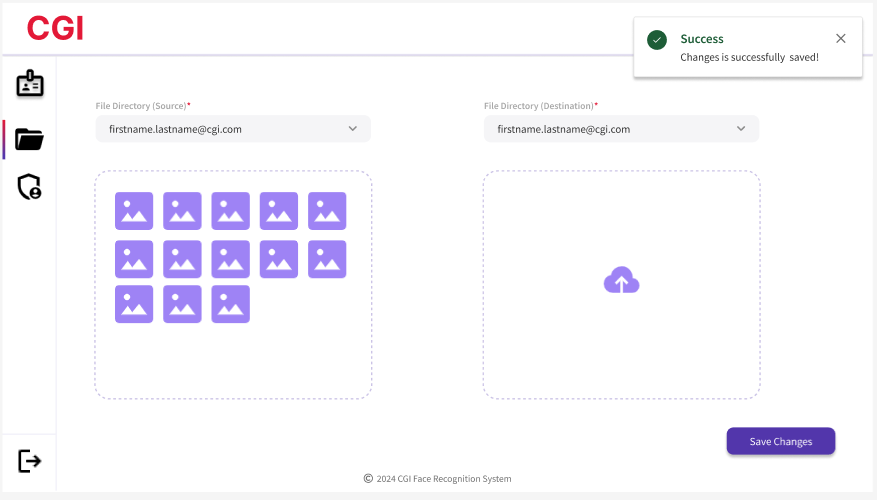 CGI
Success
Changes is successfully saved!
File Directory (Source)*
File Directory (Destination)*
firstname.lastname@cgi.com
firstname.lastname@cgi.com
Save Changes
© 2024 CGI Face Recognition System